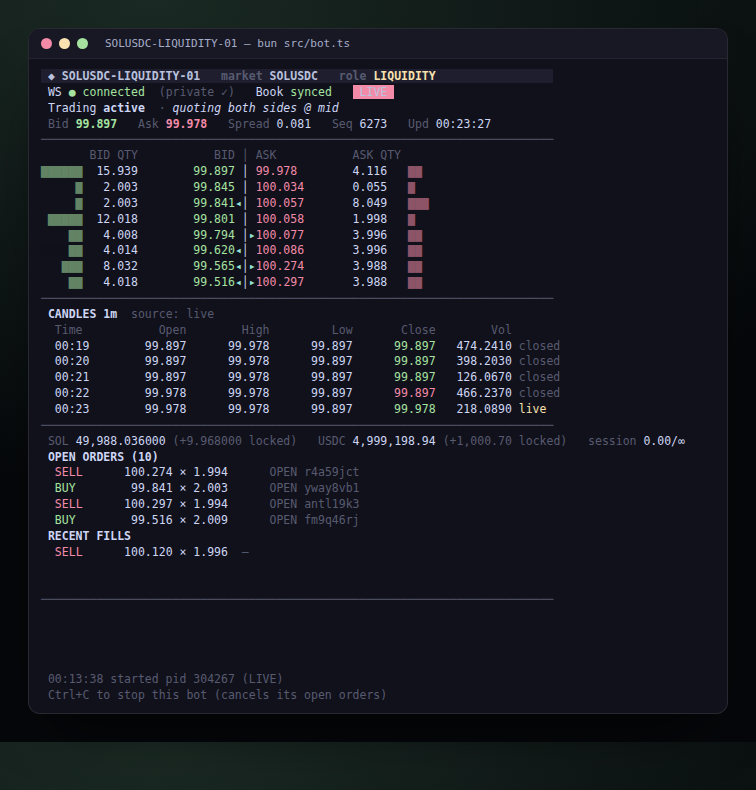 SOLUSDC-LIQUIDITY-01 — bun src/bot.ts
◆ SOLUSDC-LIQUIDITY-01 market SOLUSDC role LIQUIDITY
WS ● connected (private ✓) Book synced LIVE
Trading active · quoting both sides @ mid
Bid 99.897 Ask 99.978 Spread 0.081 Seq 6273 Upd 00:23:27
BID QTY BID │ ASK ASK QTY
15.939 99.897 │ 99.978 4.116
2.003 99.845 │ 100.034 0.055
2.003 99.841◂│ 100.057 8.049
12.018 99.801 │ 100.058 1.998
4.008 99.794 │▸100.077 3.996
4.014 99.620◂│ 100.086 3.996
8.032 99.565◂│▸100.274 3.988
4.018 99.516◂│▸100.297 3.988
CANDLES 1m source: live
Time Open High Low Close Vol
00:19 99.897 99.978 99.897 99.897 474.2410 closed
00:20 99.897 99.978 99.897 99.897 398.2030 closed
00:21 99.897 99.978 99.897 99.897 126.0670 closed
00:22 99.978 99.978 99.897 99.897 466.2370 closed
00:23 99.978 99.978 99.897 99.978 218.0890 live
SOL 49,988.036000 (+9.968000 locked) USDC 4,999,198.94 (+1,000.70 locked) session 0.00/∞
OPEN ORDERS (10)
SELL 100.274 × 1.994 OPEN r4a59jct
BUY 99.841 × 2.003 OPEN yway8vb1
SELL 100.297 × 1.994 OPEN antl19k3
BUY 99.516 × 2.009 OPEN fm9q46rj
RECENT FILLS
SELL 100.120 × 1.996 —
00:13:38 started pid 304267 (LIVE)
Ctrl+C to stop this bot (cancels its open orders)